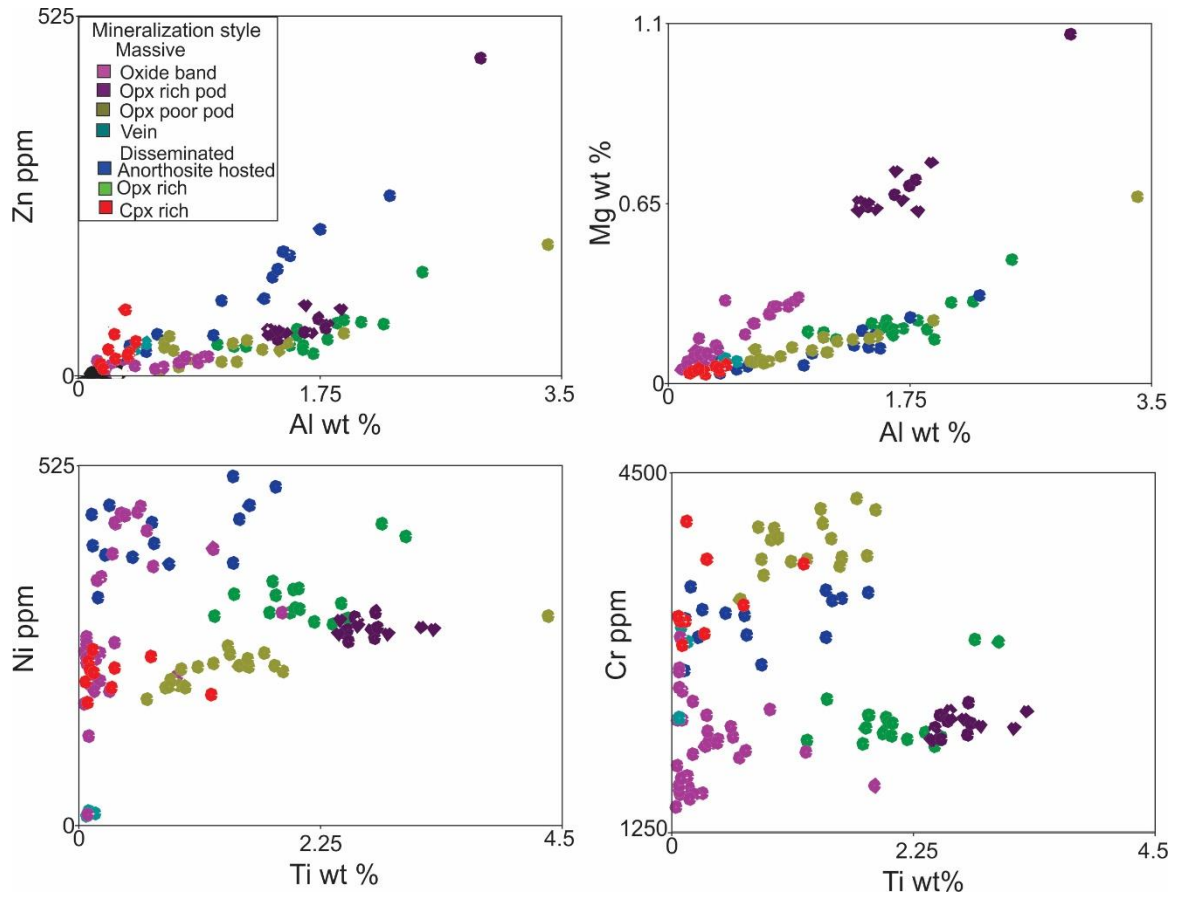 525
Mineralization style
Massive
Oxide band
Opx rich pod
Opx poor pod
Vein
Disseminated
Anorthosite hosted
Opx rich
Cpx rich
Zn ppm
0
0
1.75
3.5
Al wt %
1.1
0.65
0
Mg wt %
0
1.75
3.5
Al wt %
525
Ni ppm
0
0
2.25
4.5
Ti wt %
4500
Cr ppm
1250
0
2.25
4.5
Ti wt%